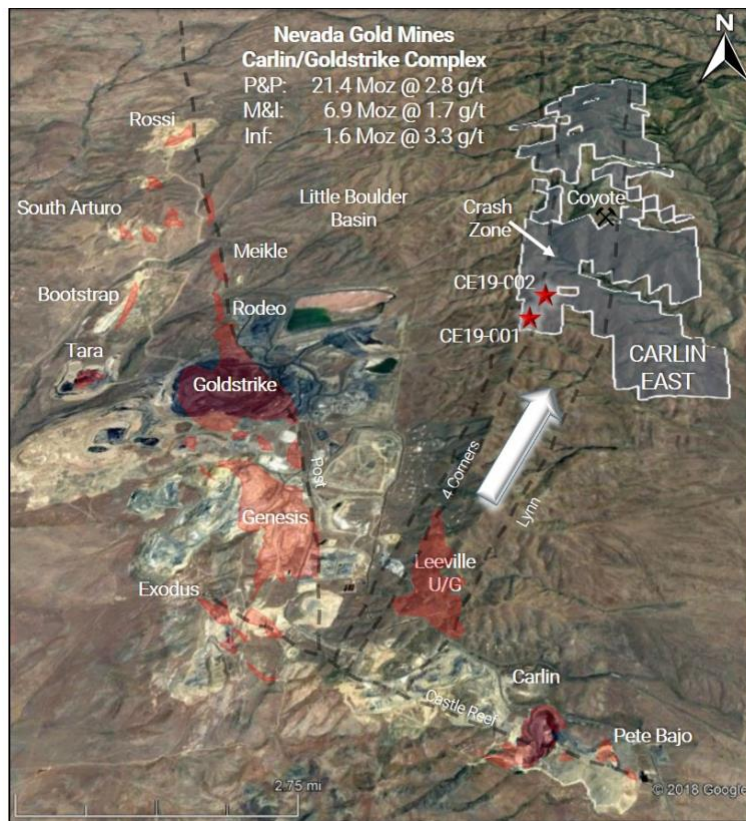 Nevada Gold Mines
Carlin/Goldstrike Complex
P&P: 21.4 Moz @ 2.8 g/t
M&I: 6.9 Moz @ 1.7 g/t
Inf: 1.6 Moz @ 3.3 g/t
N
Rossi
South Arturo
Little Boulder
Basin
Coyote
Crash
Zone
Meikle
Bootstrap
Rodeo
CE19-002
CE19-001
Tara
Goldstrike
CARLIN
EAST
Post
4 Corners
Lynn
Genesis
Leeville
U/G
Exodus
Carlin
Castle Reef
Pete Bajo
2.75 mi
© 2018 Google